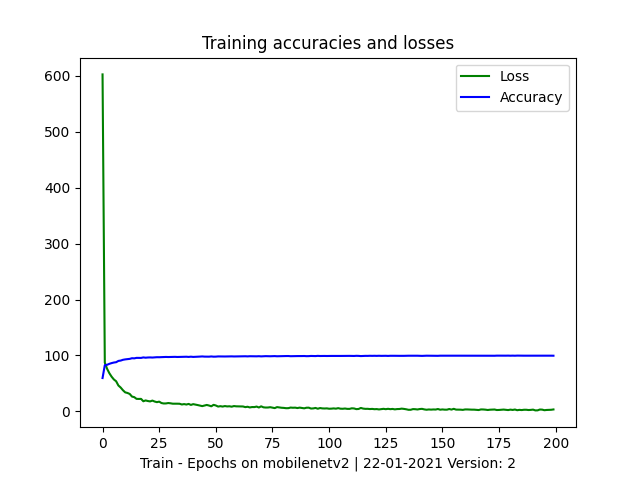 Training accuracies and losses
Loss
Accuracy
600
500
400
300
200
100
0
0 25 50 75 100 125 150 175 200
Train - Epochs on mobilenetv2 | 22-01-2021 Version: 2